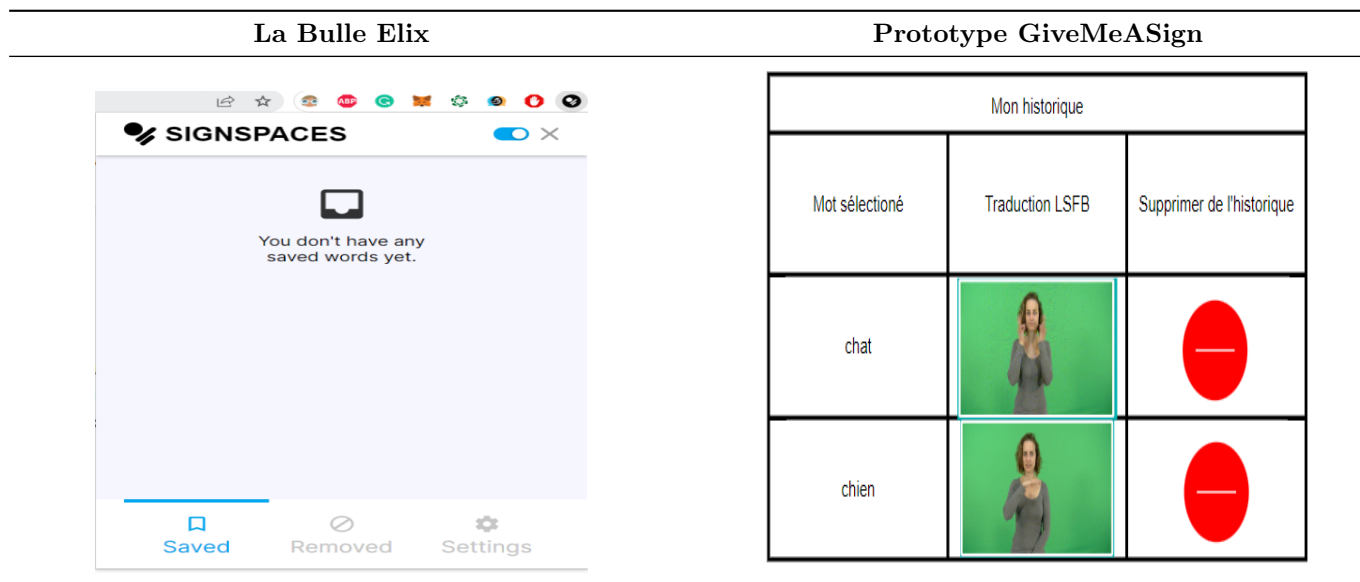 La Bulle Elix
Prototype GiveMeASign
ABP
SIGNSPACES
You don't have any
saved words yet.
Saved
Removed
Settings
Mon historique
Mot sélectioné
Traduction LSFB
Supprimer de l'historique
chat
chien